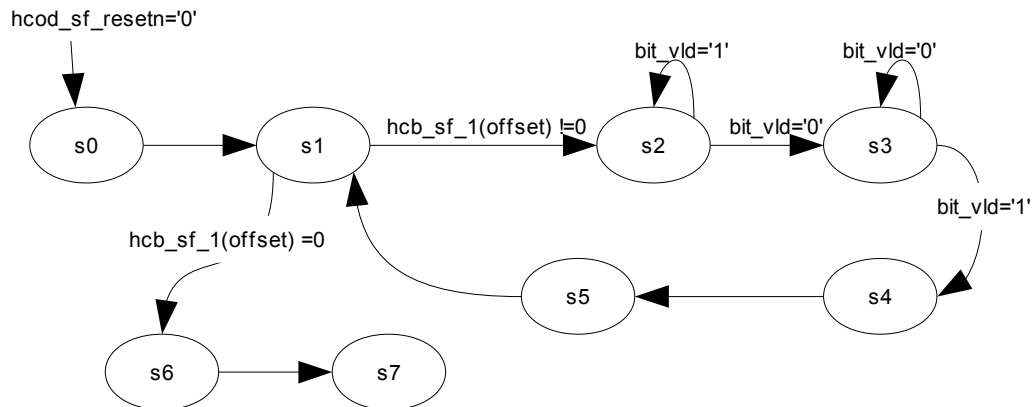 hcod_sf_resetn='0'
bit_vld='1'
bit_vld='0'
s0
s1
hcb_sf_1(offset) !=0
s2
bit_vld='0'
s3
bit_vld='1'
hcb_sf_1(offset) =0
s5
s4
s6
s7